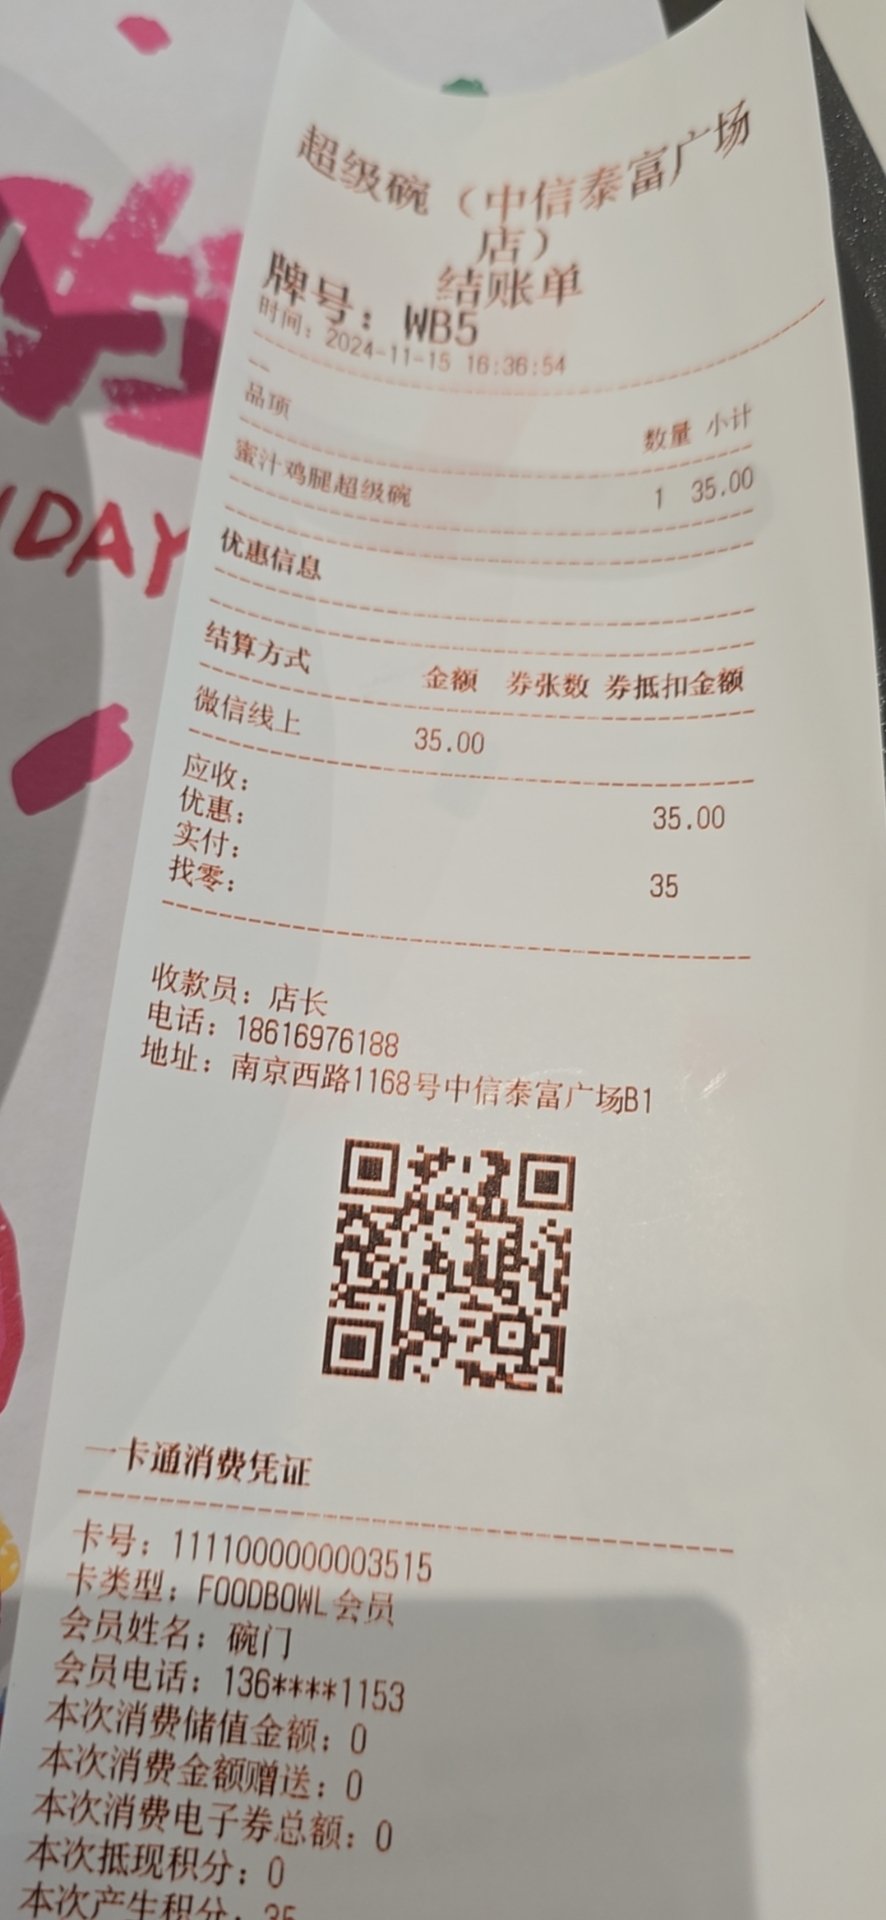 超级碗（中信泰富广场
店）
结账单
牌号：WB5
时间：2024-11-15 16:36:54
品项 数量 小计
蜜汁鸡腿超级碗 1 35.00
优惠信息
结算方式 金额 券张数 券抵扣金额
微信线上 35.00
应收： 35.00
优惠：
实付： 35
找零：
收款员：店长
电话：18616976188
地址：南京西路1168号中信泰富广场B1
一卡通消费凭证
卡号：1111000000003515
卡类型：FOODBOWL会员
会员姓名：碗门
会员电话：136****1153
本次消费储值金额：0
本次消费金额赠送：0
本次消费电子券总额：0
本次抵现积分：0
本次产生积分：35
DAY